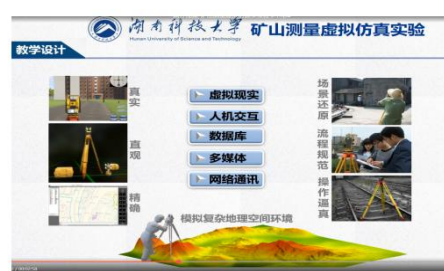 湖南科技大学
Hunan University of Science and Technology
矿山测量虚拟仿真实验
教学设计
真实
直观
精确
虚拟现实
人机交互
数据库
多媒体
网络通讯
场景还原
流程规范
操作逼真
模拟复杂地理空间环境